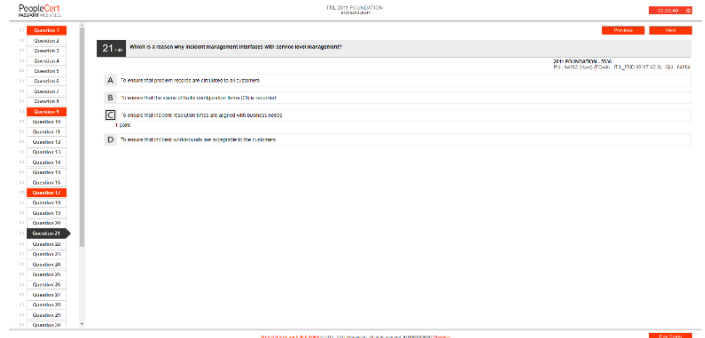 PeopleCert
ITIL 2011 FOUNDATION
Question 1
Question 2
Question 3
Question 4
Question 5
Question 6
Question 7
Question 8
Question 9
Question 10
Question 11
Question 12
Question 13
Question 14
Question 15
Question 16
Question 17
Question 18
Question 19
Question 20
Question 21
Question 22
Question 23
Question 24
Question 25
Question 26
Question 27
Question 28
Question 29
Question 30
Previous
Next
21
Which is a reason why incident management interfaces with service level management?
2011 FOUNDATION
A To ensure that problem records are circulated to all customers
B To ensure that the status of faulty configuration items (CI) is recorded
C To ensure that incident resolution times are aligned with business needs
1 point
D To ensure that incident workarounds are acceptable to the customers